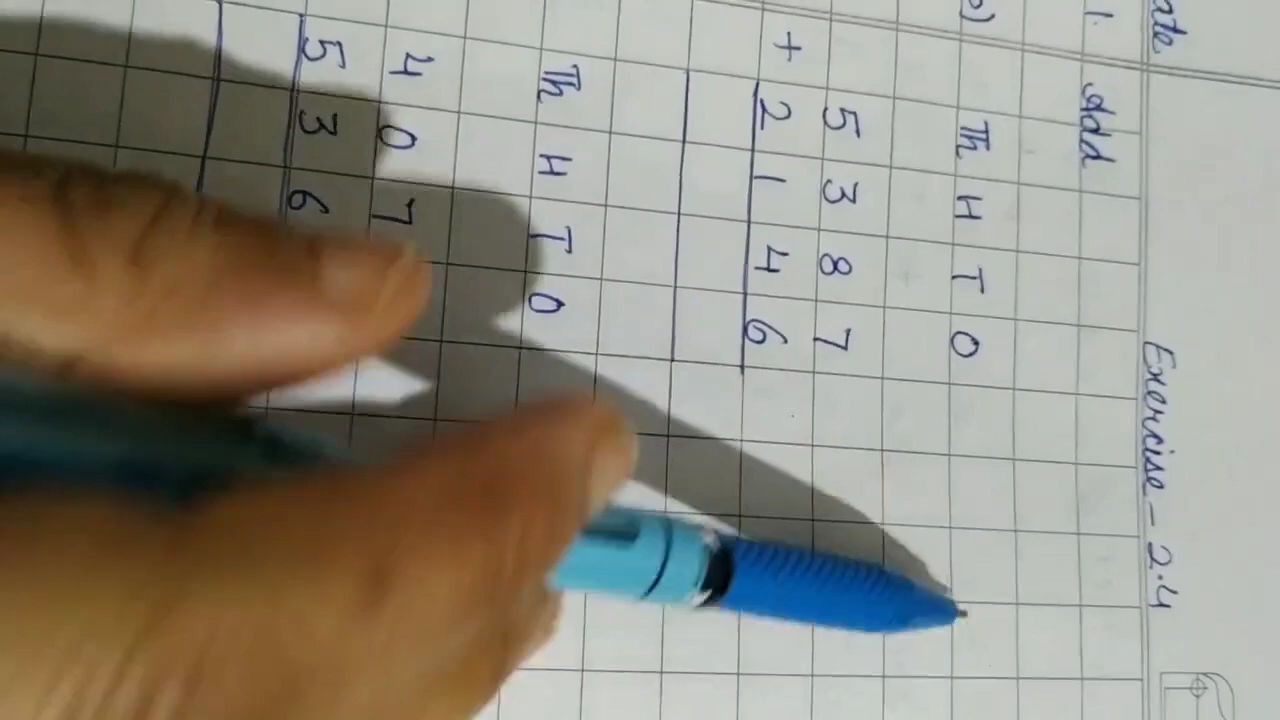 ate
Exercise - 2.4
1. Add
Th H T O
5 3 8 7
+ 2 1 4 6
Th H T O
4 0 7
5 3 6